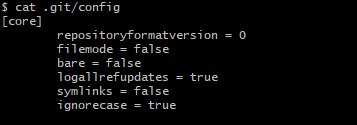 $ cat .git/config
[core]
repositoryformatversion = 0
filemode = false
bare = false
logallrefupdates = true
symlinks = false
ignorecase = true